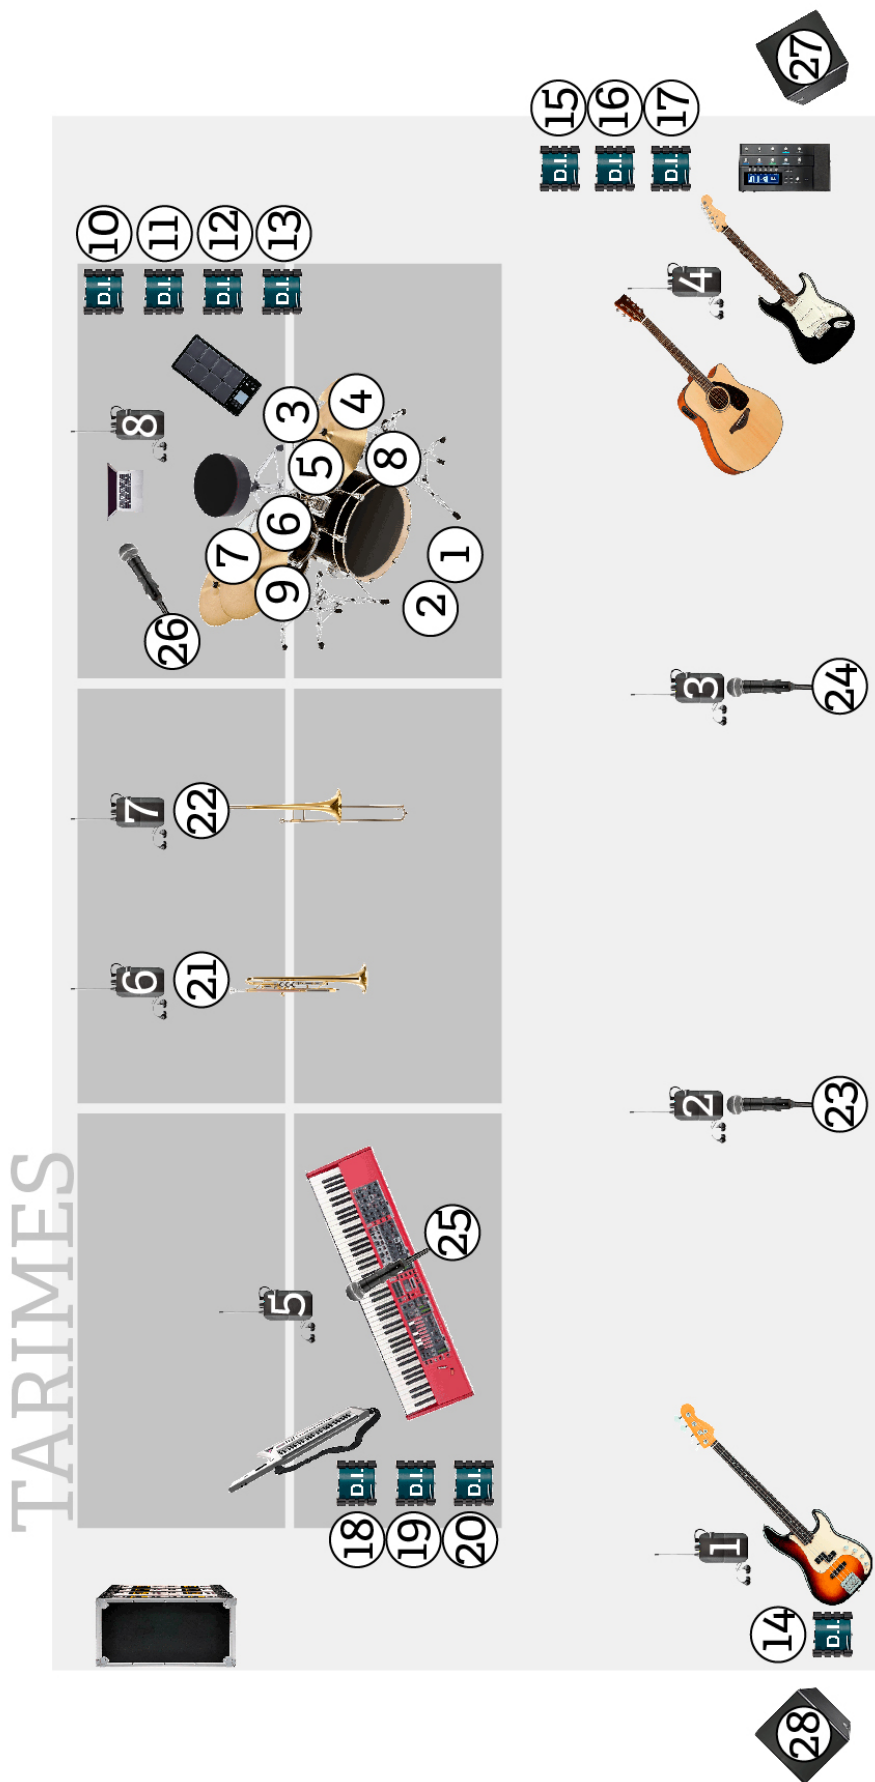 TARIMES
D.I. 10
6 7 8
D.I. 11
26
21 22
D.I. 12
7
D.I. 13
5
9 6 3
5
18 D.I.
4
8
19 D.I.
2
25
1
20 D.I.
D.I. 15
D.I. 16
D.I. 17
2 3 4
1
14 D.I.
28 27
23 24